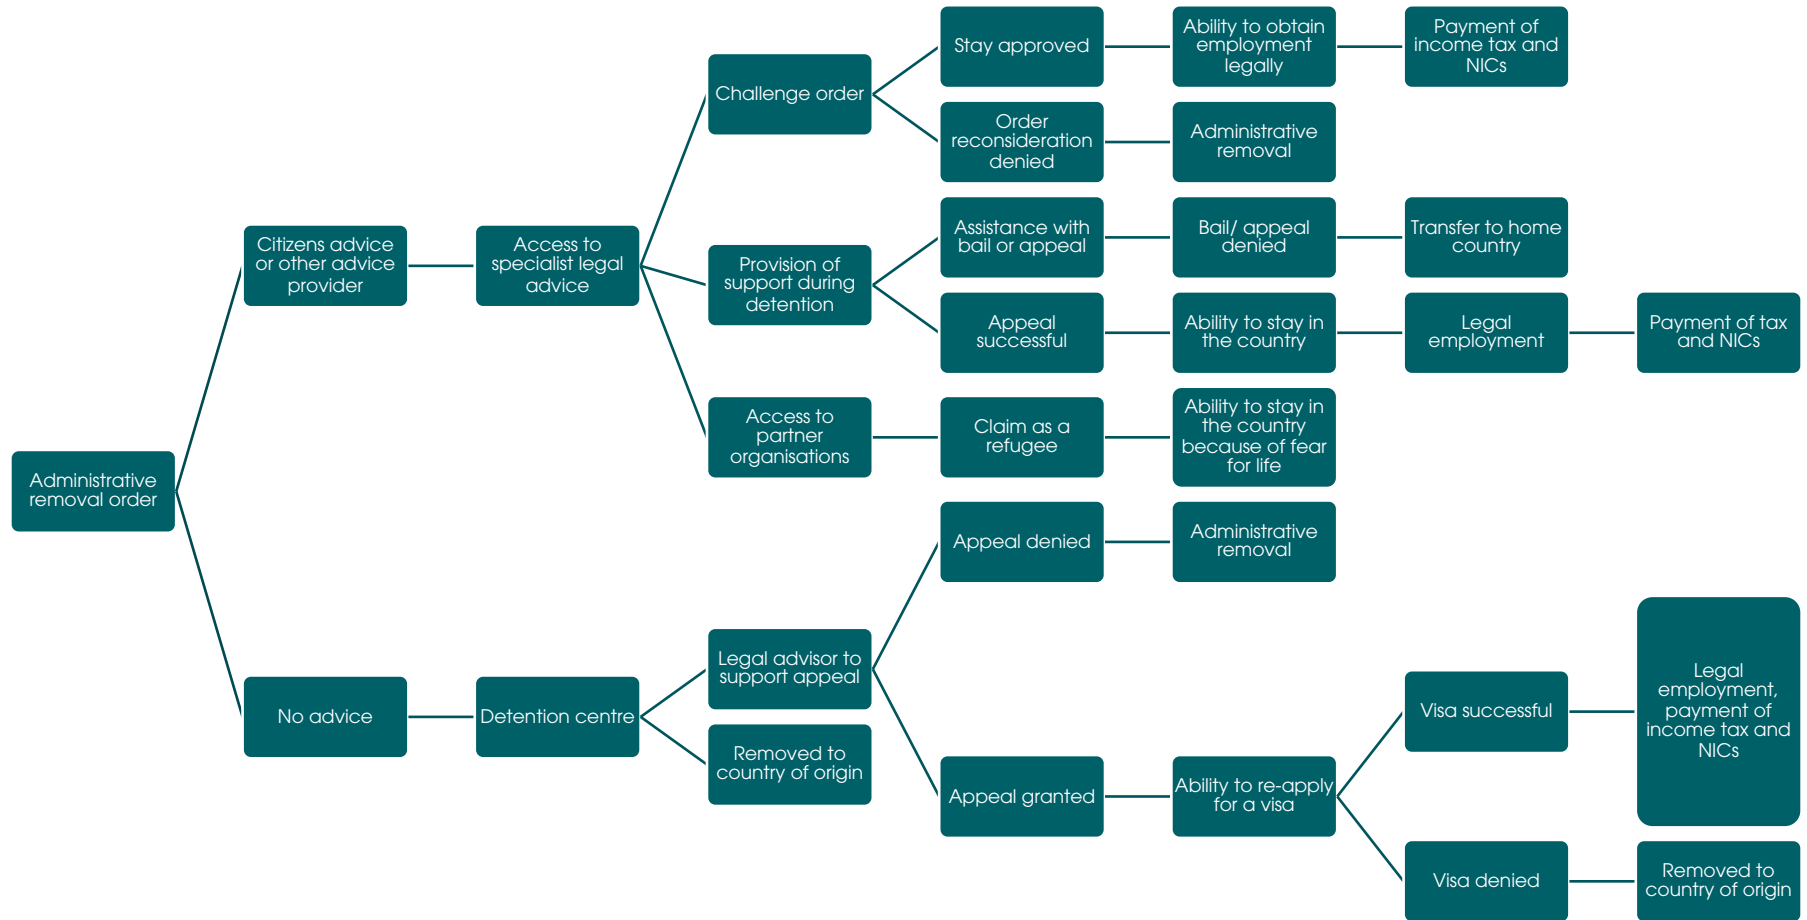 Administrative
removal order
Citizens advice
or other advice
provider
Access to
specialist legal
advice
Challenge order
Stay approved
Ability to obtain
employment
legally
Payment of
income tax and
NICs
Order
reconsideration
denied
Administrative
removal
Provision of
support during
detention
Assistance with
bail or appeal
Bail/ appeal
denied
Transfer to home
country
Appeal
successful
Ability to stay in
the country
Legal
employment
Payment of tax
and NICs
Access to
partner
organisations
Claim as a
refugee
Ability to stay in
the country
because of fear
for life
No advice
Detention centre
Legal advisor to
support appeal
Appeal denied
Administrative
removal
Appeal granted
Ability to re-apply
for a visa
Visa successful
Legal
employment,
payment of
income tax and
NICs
Visa denied
Removed to
country of origin
Removed to
country of origin